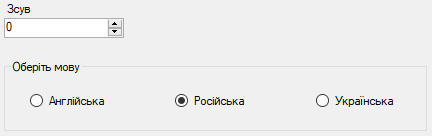 Зсув
0
Оберіть мову
Англійська Російська Українська